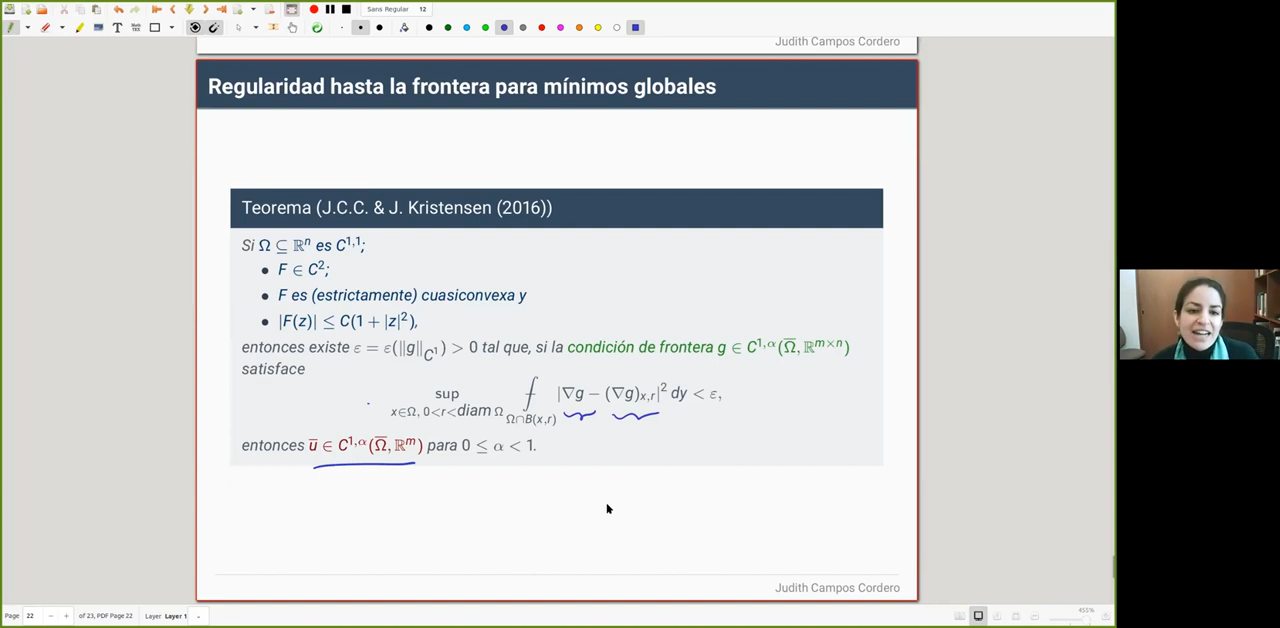 Sans Regular 12
Judith Campos Cordero
Regularidad hasta la frontera para mínimos globales
Teorema (J.C.C. & J. Kristensen (2016))
Si Ω ⊆ ℝⁿ es C^{1,1};
• F ∈ C²;
• F es (estrictamente) cuasiconvexa y
• |F(z)| ≤ C(1 + |z|²),
entonces existe ε = ε(‖g‖_{C¹}) > 0 tal que, si la condición de frontera g ∈ C^{1,α}(Ω̅, ℝ^{m×n})
satisface
sup_{x∈Ω, 0<r<diam Ω} ⨍_{Ω∩B(x,r)} |∇g − (∇g)_{x,r}|² dy < ε,
entonces u̅ ∈ C^{1,α}(Ω̅, ℝ^m) para 0 ≤ α < 1.
Judith Campos Cordero
Page 22 of 23, PDF Page 22 Layer Layer 1 455%